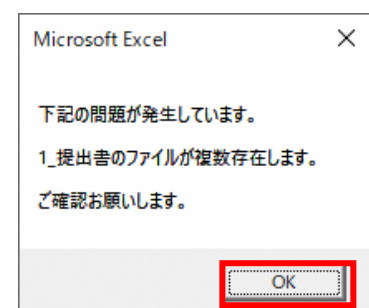 Microsoft Excel
下記の問題が発生しています。
1_提出書のファイルが複数存在します。
ご確認お願いします。
OK